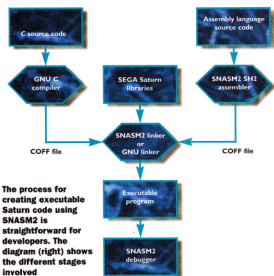 C source code
Assembly language
source code
GNU C
compiler
SEGA Saturn
libraries
SNASM2 SH2
assembler
COFF file
SNASM2 linker
or
GNU linker
COFF file
Executable
program
SNASM2
debugger
The process for
creating executable
Saturn code using
SNASM2 is
straightforward for
developers. The
diagram (right) shows
the different stages
involved